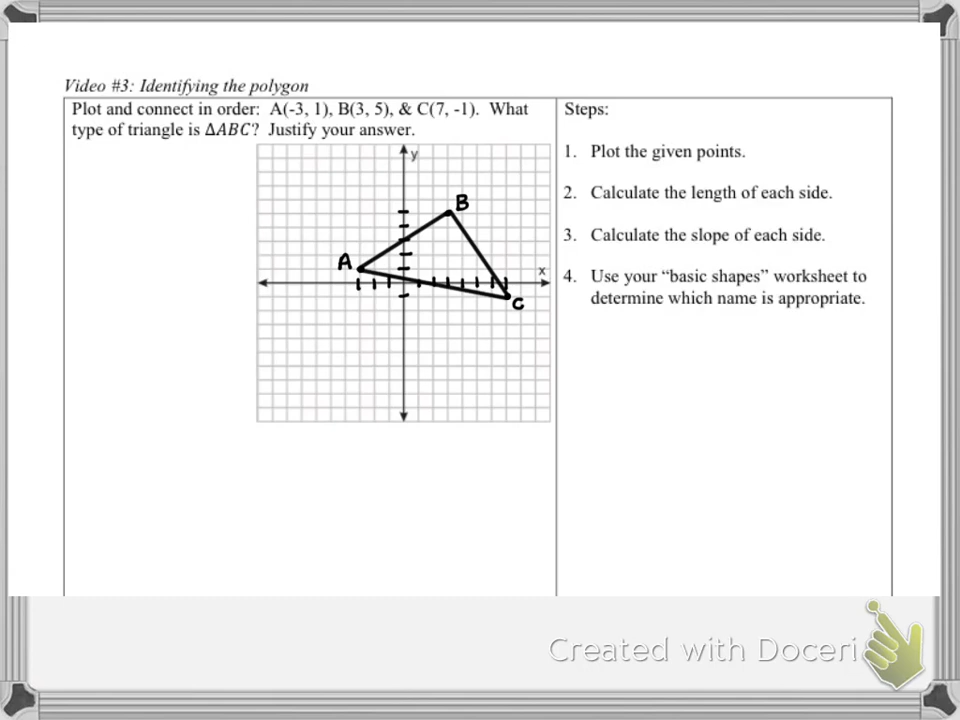 Video #3: Identifying the polygon
Plot and connect in order: A(-3, 1), B(3, 5), & C(7, -1). What
type of triangle is ΔABC? Justify your answer.
y
B
A
x
C
Steps:
1. Plot the given points.
2. Calculate the length of each side.
3. Calculate the slope of each side.
4. Use your “basic shapes” worksheet to
determine which name is appropriate.
Created with Doceri